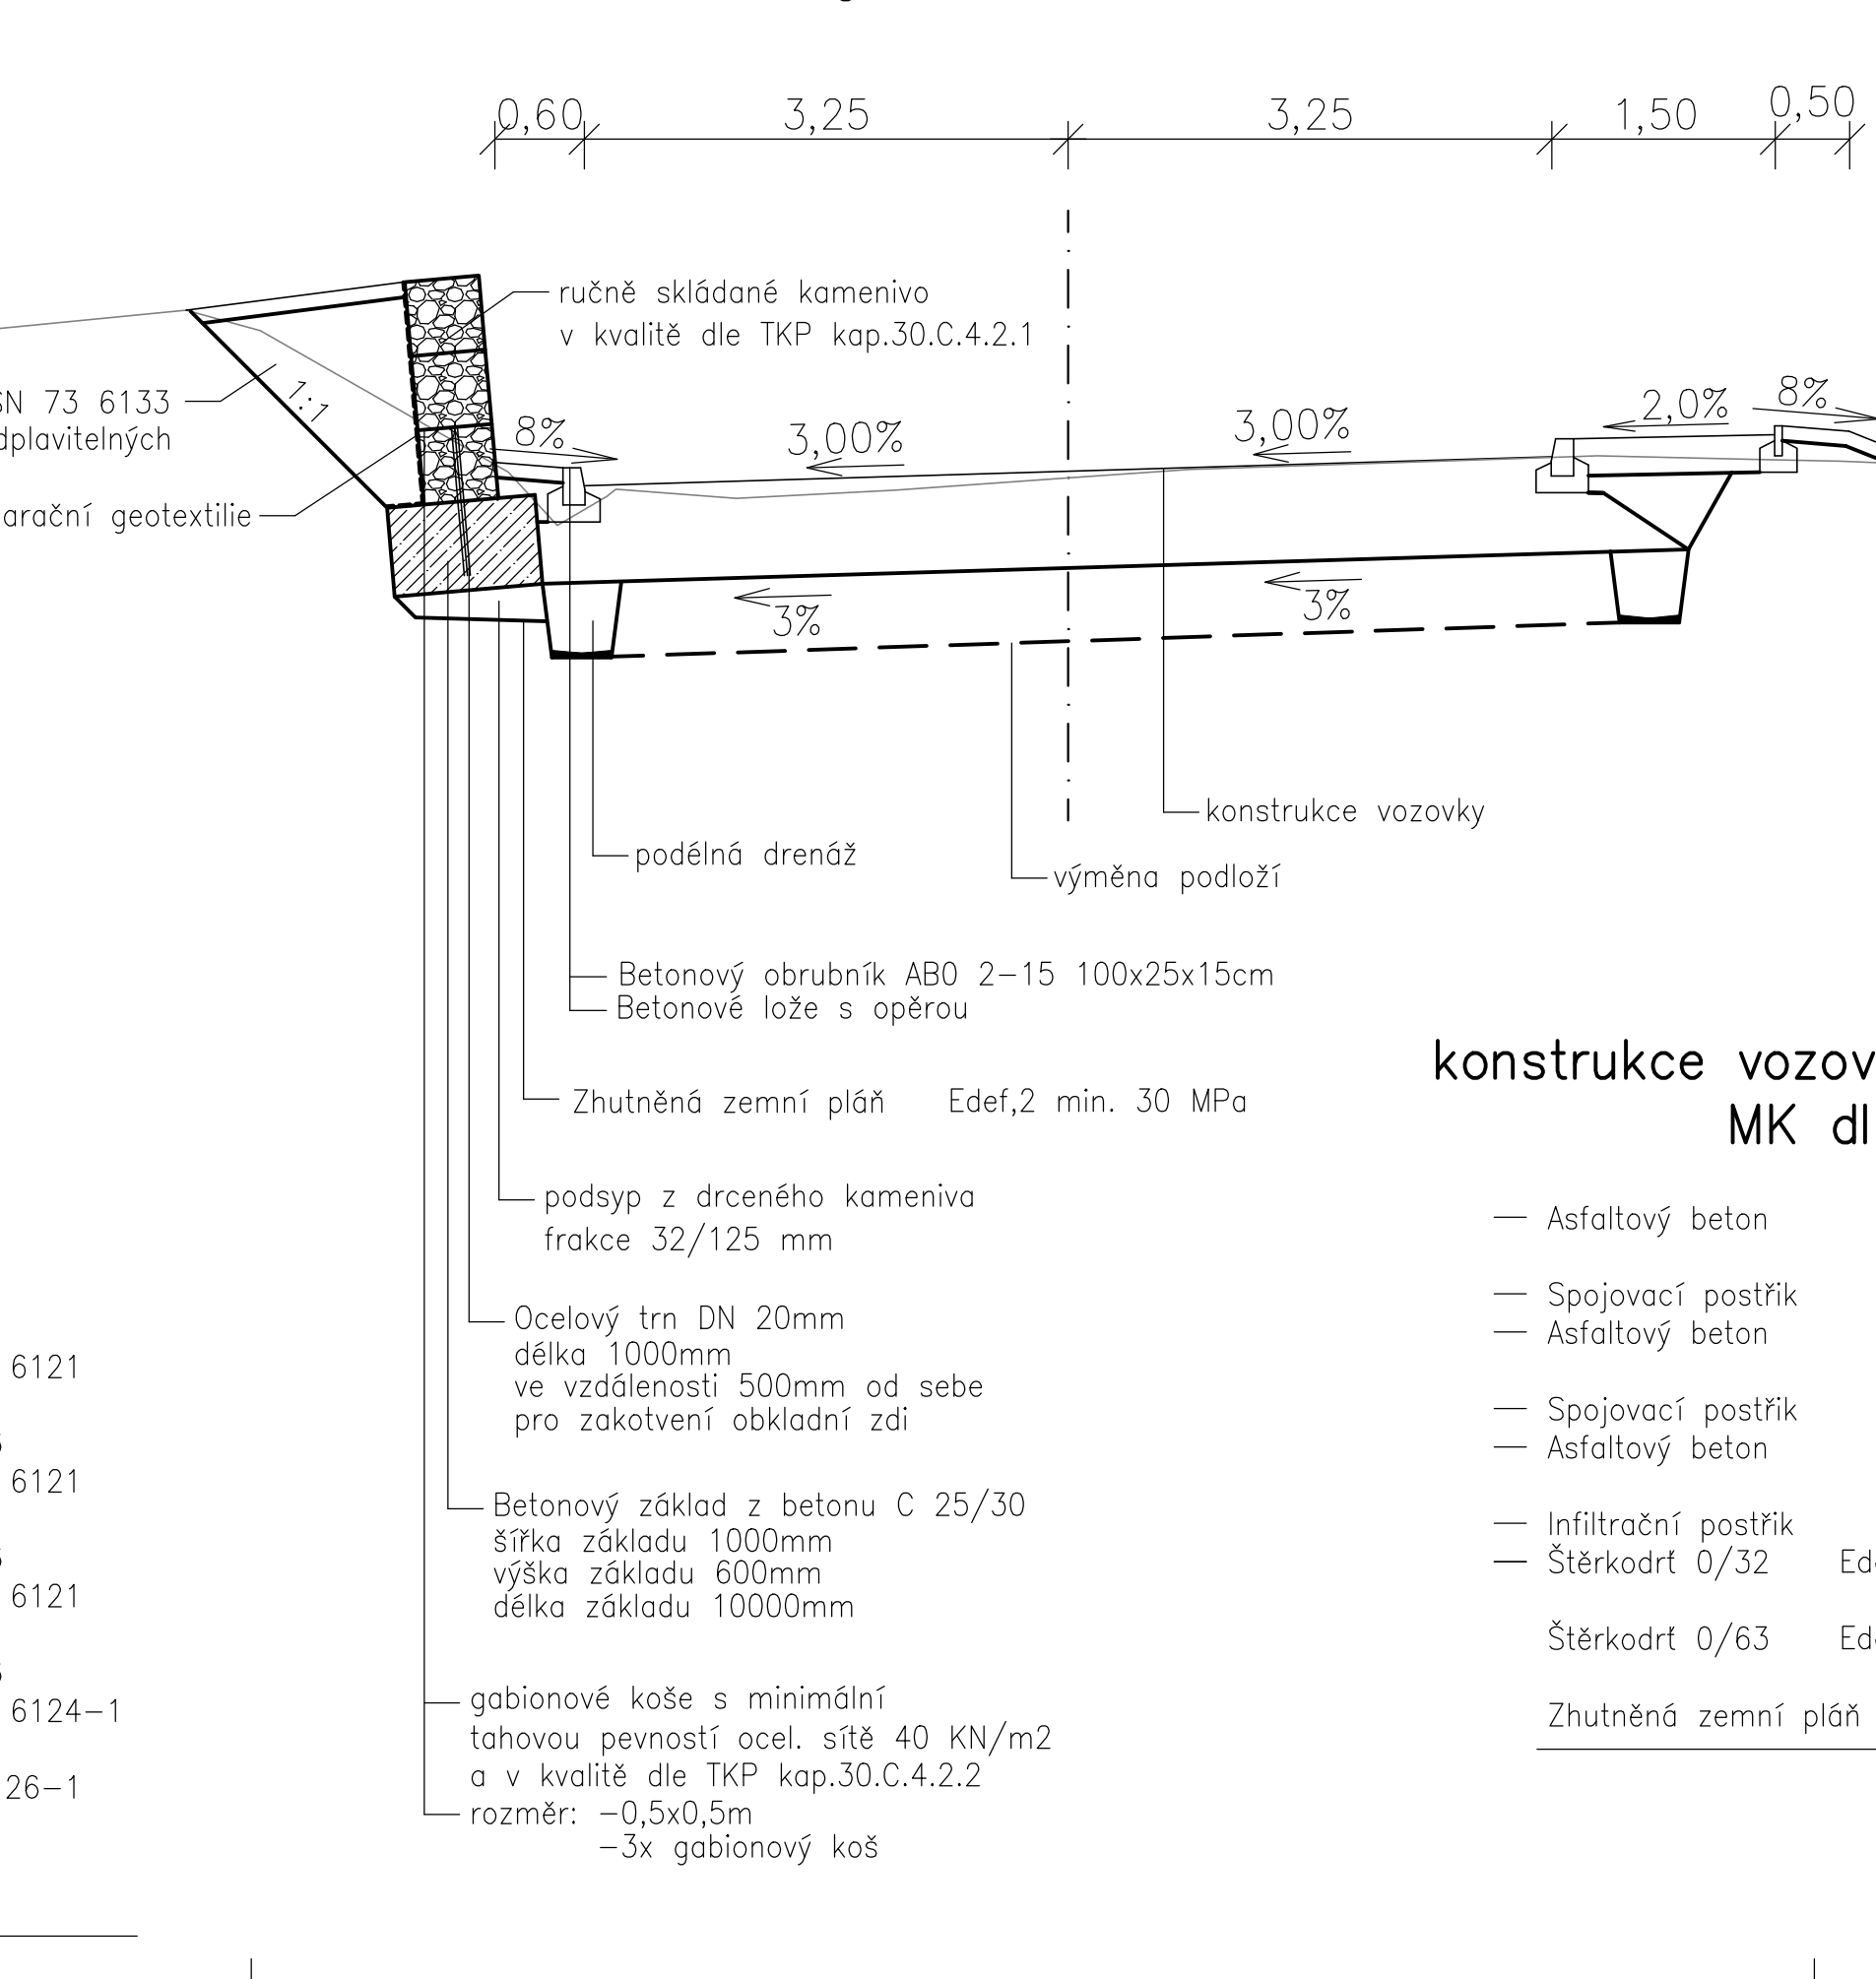 0,60
3,25
3,25
1,50
0,50
ručně skládané kamenivo
v kvalitě dle TKP kap.30.C.4.2.1
73 6133
1:1
8%
3,00%
3,00%
2,0%
8%
geotextilie
3%
3%
konstrukce vozovky
podélná drenáž
výměna podloží
Betonový obrubník ABO 2-15 100x25x15cm
Betonové lože s opěrou
Zhutněná zemní pláň Edef,2 min. 30 MPa
podsyp z drceného kameniva
frakce 32/125 mm
Ocelový trn DN 20mm
délka 1000mm
ve vzdálenosti 500mm od sebe
pro zakotvení obkladní zdi
Betonový základ z betonu C 25/30
šířka základu 1000mm
výška základu 600mm
délka základu 10000mm
gabionové koše s minimální
tahovou pevností ocel. sítě 40 KN/m2
a v kvalitě dle TKP kap.30.C.4.2.2
rozměr: -0,5x0,5m
-3x gabionový koš
6121
6121
6121
6124-1
26-1
konstrukce
MK
Asfaltový beton
Spojovací postřik
Asfaltový beton
Spojovací postřik
Asfaltový beton
Infiltrační postřik
Štěrkodrť 0/32
Štěrkodrť 0/63
Zhutněná zemní pláň